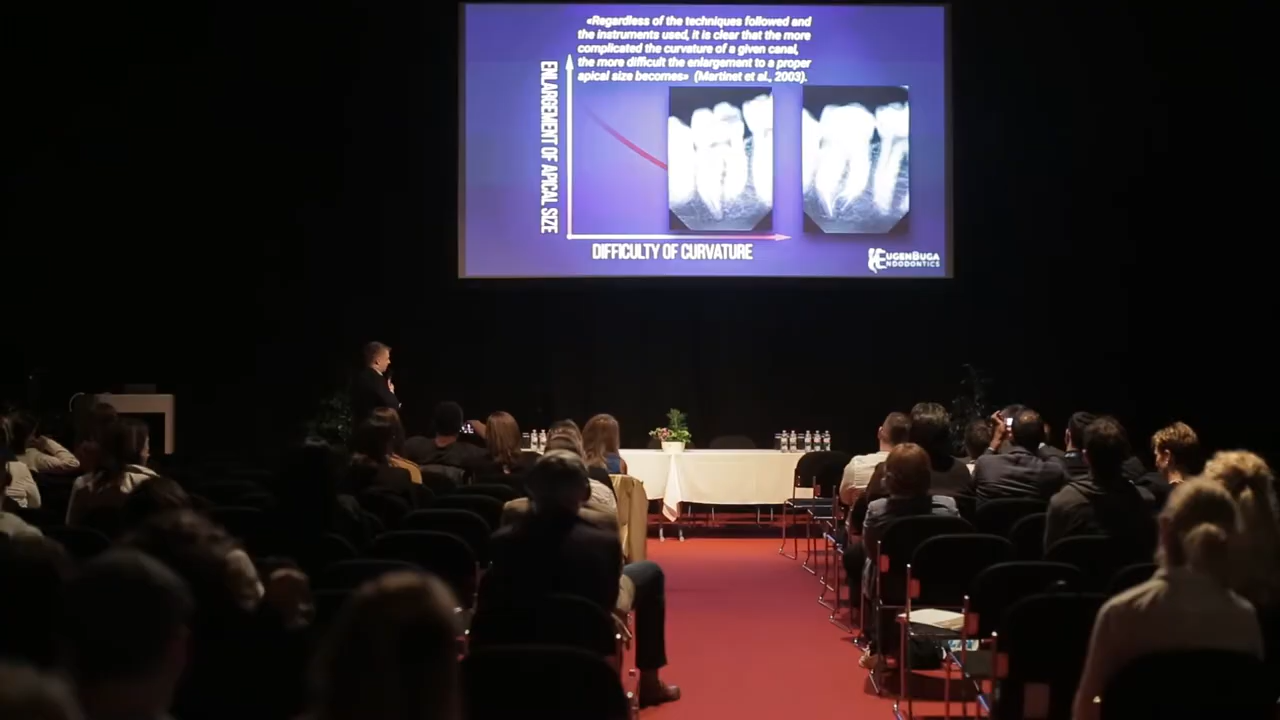 «Regardless of the techniques followed and
the instruments used, it is clear that the more
complicated the curvature of a given canal,
the more difficult the enlargement to a proper
apical size becomes» (Martinet et al., 2003).
ENLARGEMENT OF APICAL SIZE
DIFFICULTY OF CURVATURE
EUGENBUGA
ENDODONTICS